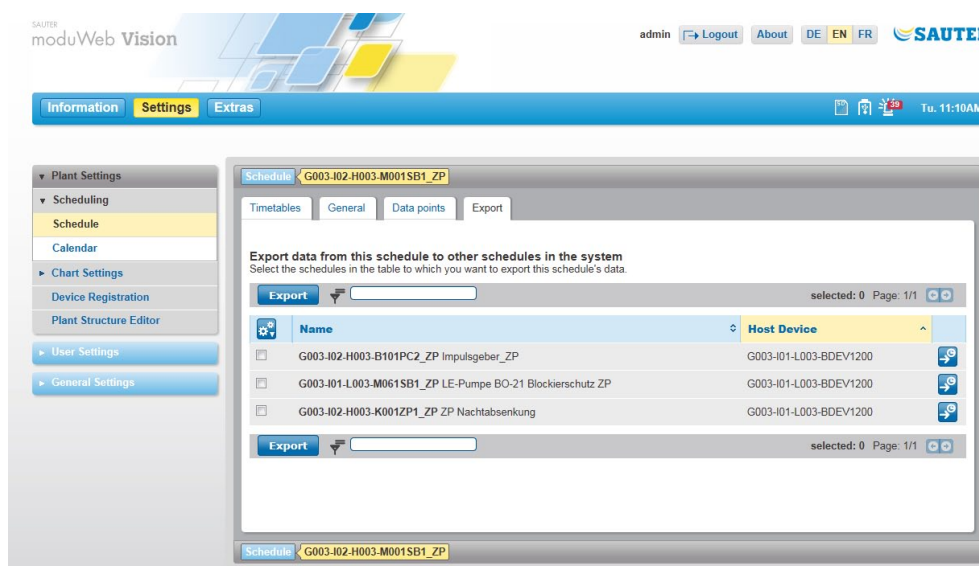 SAUTER
moduWeb Vision
admin Logout About DE EN FR SAUTER
Information Settings Extras 39 Tu. 11:10AM
Plant Settings
Scheduling
Schedule
Calendar
Chart Settings
Device Registration
Plant Structure Editor
User Settings
General Settings
Schedule G003-I02-H003-M001SB1_ZP
Timetables General Data points Export
Export data from this schedule to other schedules in the system
Select the schedules in the table to which you want to export this schedule's data.
Export selected: 0 Page: 1/1
Name Host Device
G003-I02-H003-B101PC2_ZP Impulsgeber_ZP G003-I01-L003-BDEV1200
G003-I01-L003-M061SB1_ZP LE-Pumpe BO-21 Blockierschutz ZP G003-I01-L003-BDEV1200
G003-I02-H003-K001ZP1_ZP ZP Nachtabsenkung G003-I01-L003-BDEV1200
Export selected: 0 Page: 1/1
Schedule G003-I02-H003-M001SB1_ZP